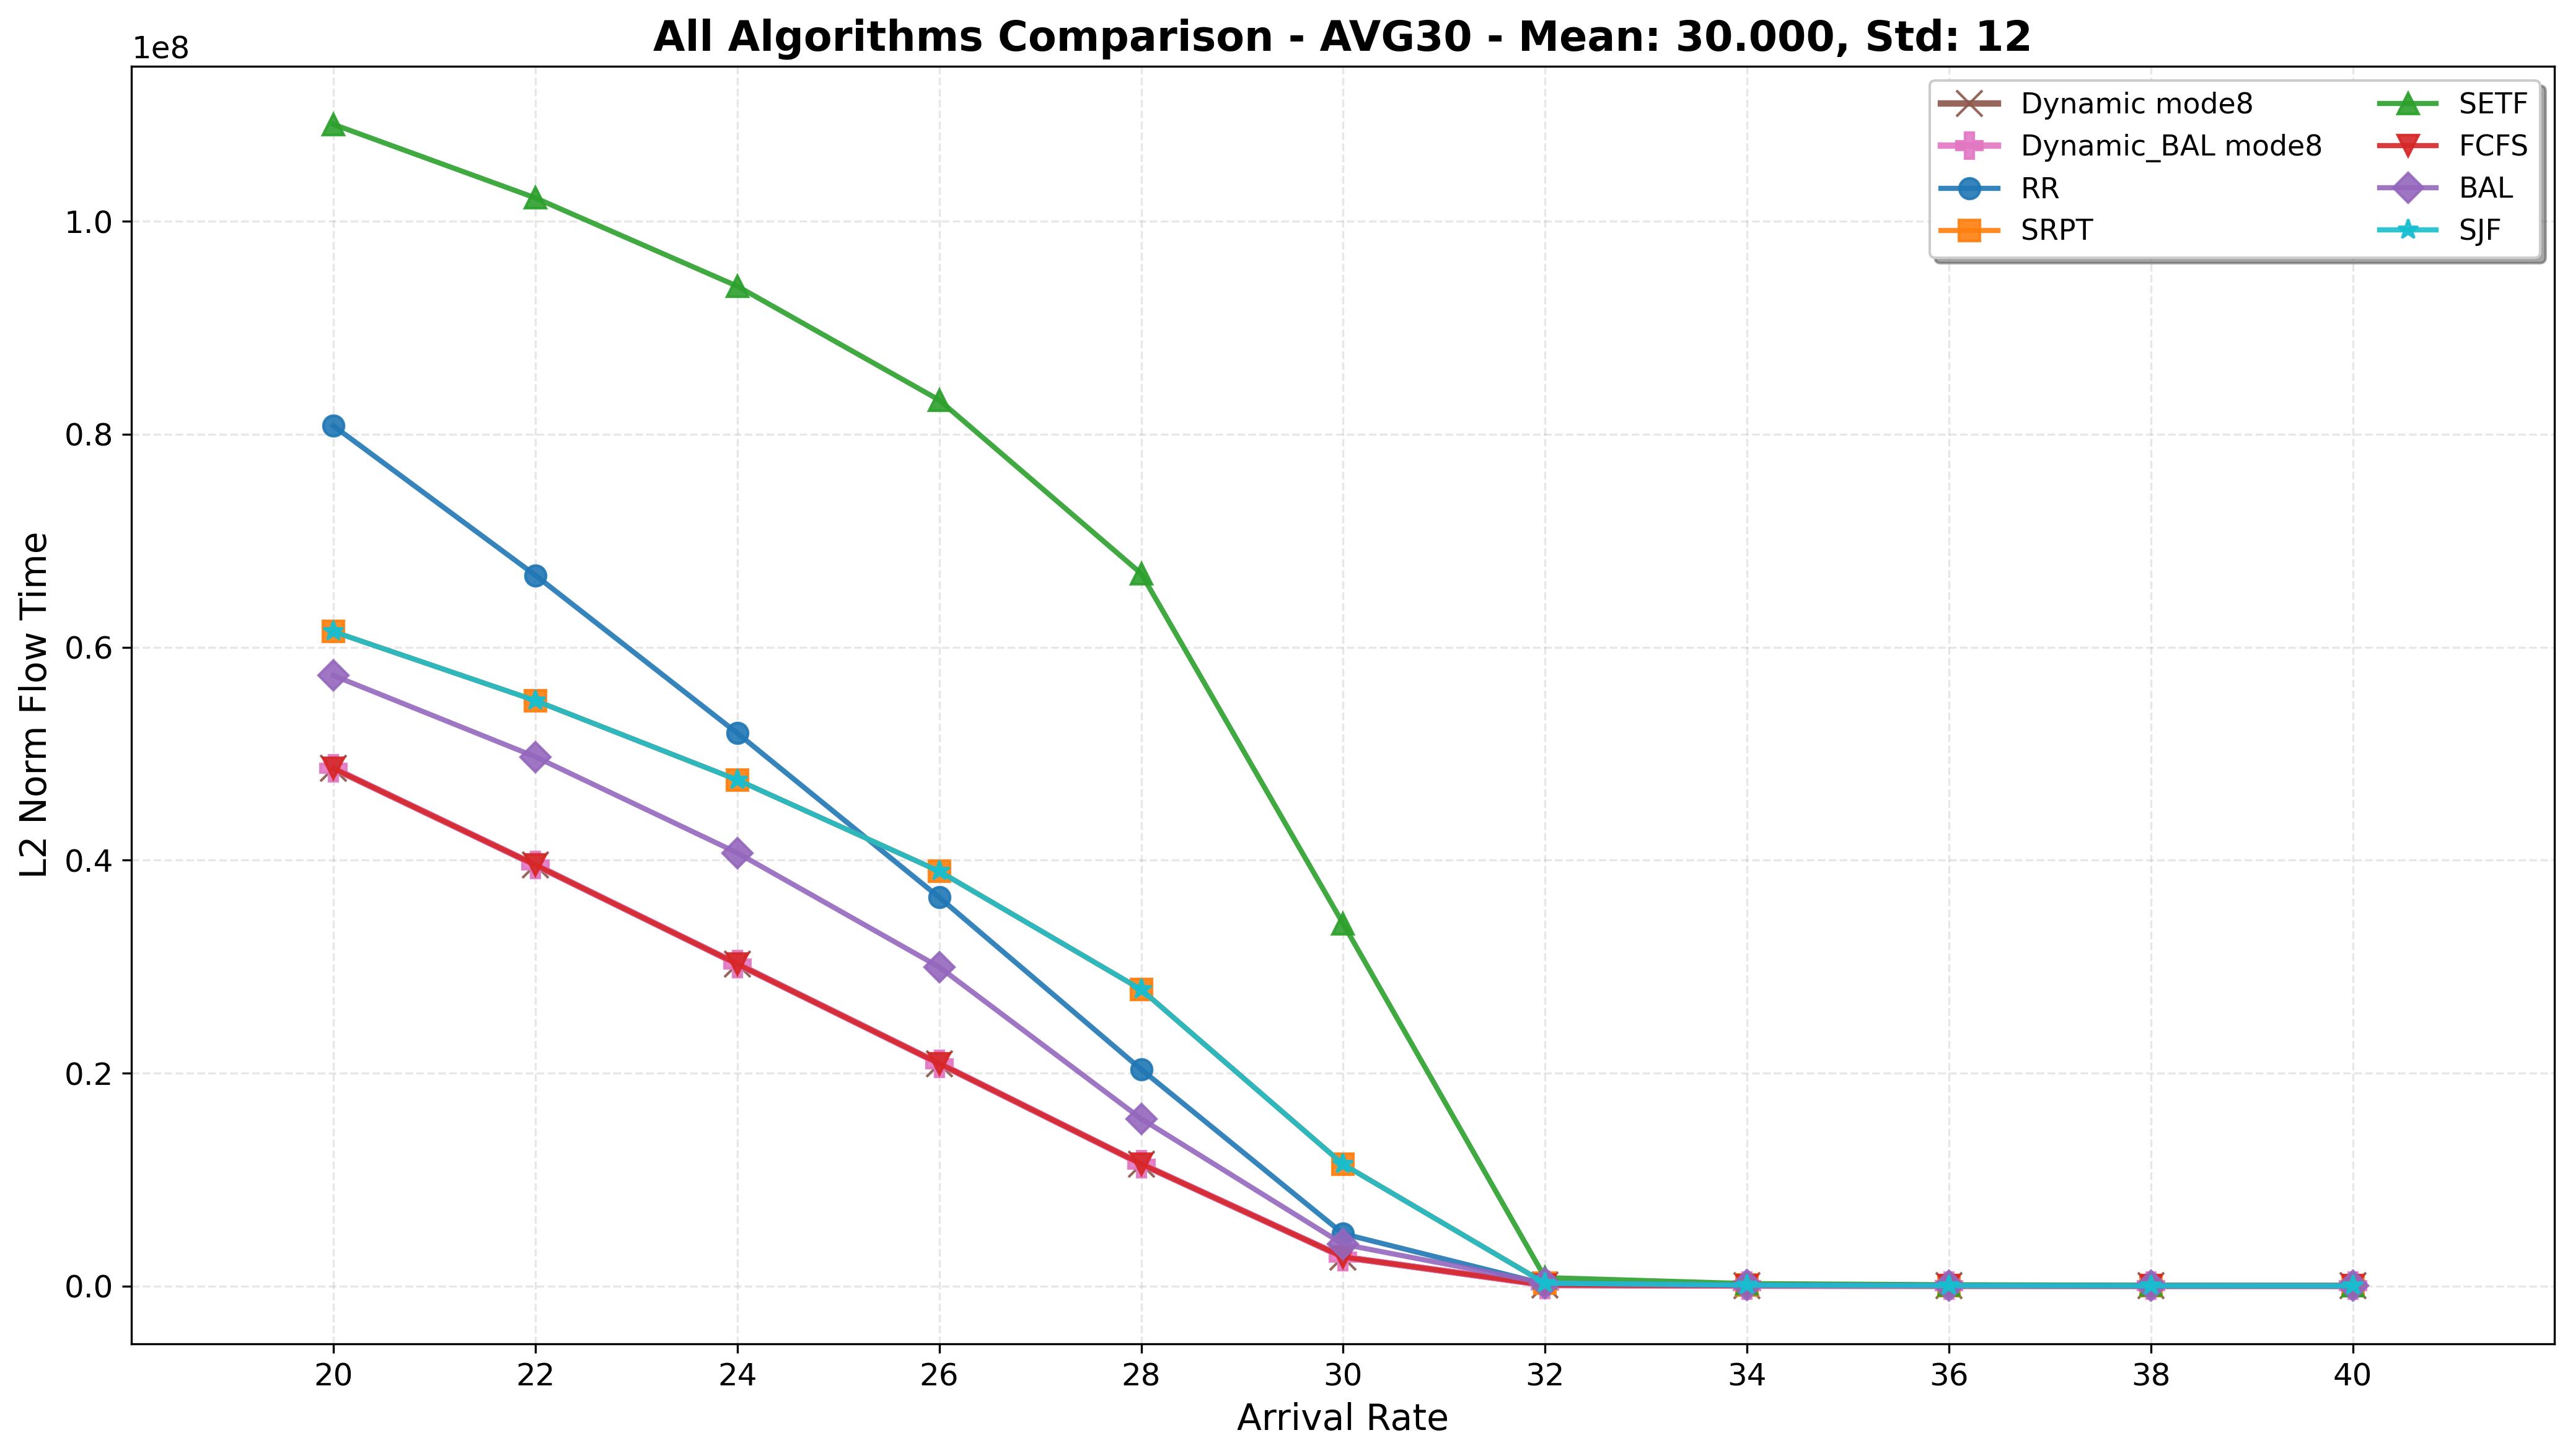 All Algorithms Comparison - AVG30 - Mean: 30.000, Std: 12
1e8
Dynamic mode8
Dynamic_BAL mode8
RR
SRPT
SETF
FCFS
BAL
SJF
1.0
0.8
0.6
0.4
0.2
0.0
L2 Norm Flow Time
20 22 24 26 28 30 32 34 36 38 40
Arrival Rate